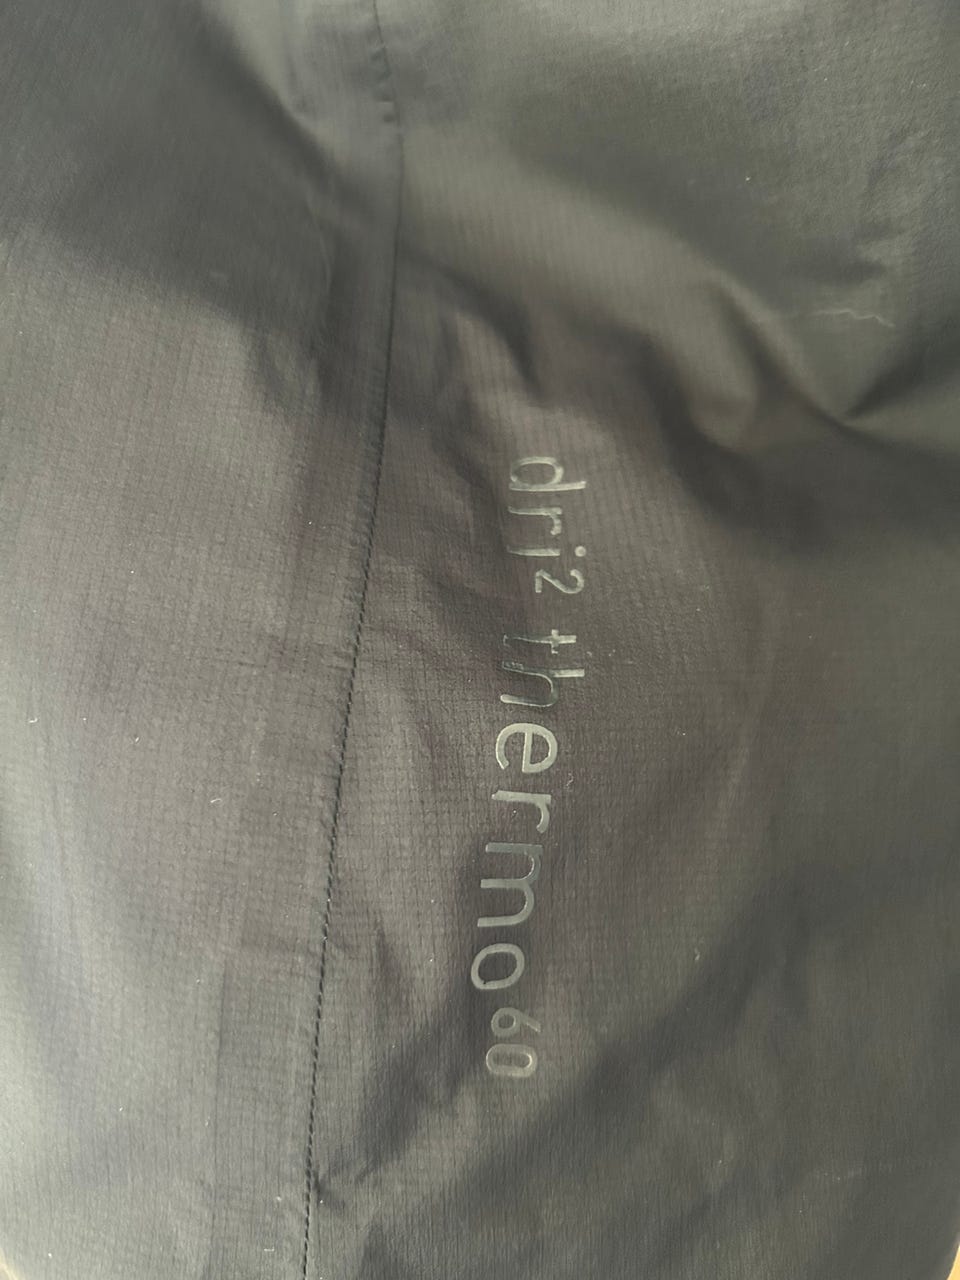 dri² thermo⁶⁰